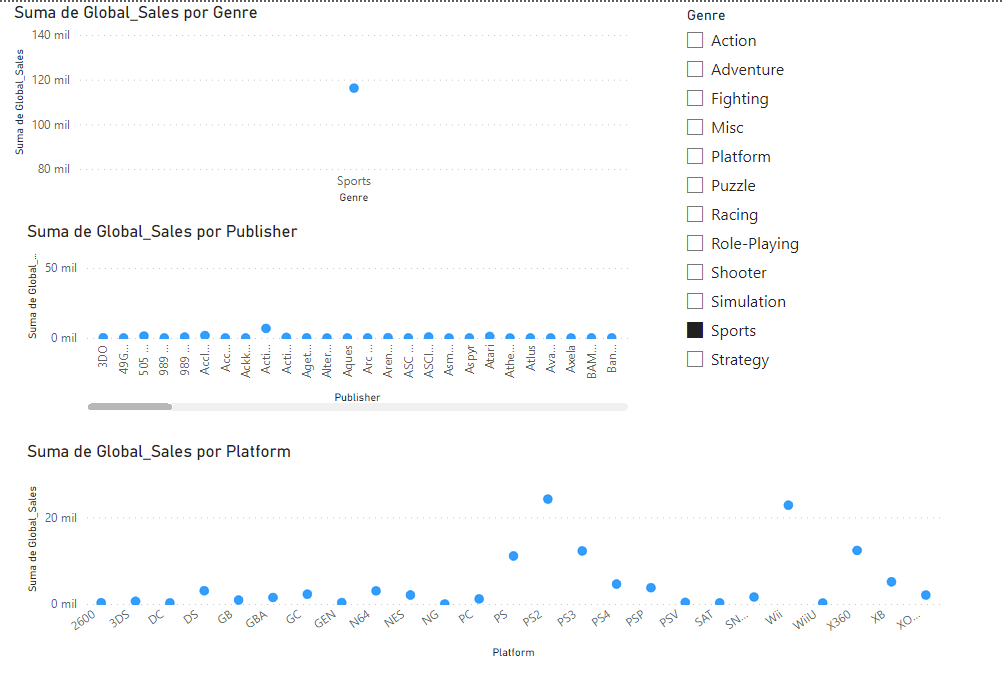 Suma de Global_Sales por Genre
Suma de Global_Sales
140 mil
120 mil
100 mil
80 mil
Sports
Genre
Suma de Global_Sales por Publisher
Suma de Global_...
50 mil
0 mil
3DO
49G...
505 ...
989 ...
989 ...
Accl...
Acc...
Ackk...
Acti...
Acti...
Aget...
Alter...
Aques
Arc ...
Aren...
ASC ...
ASCI...
Asm...
Aspyr
Atari
Athe...
Atlus
Ava...
Axela
BAM...
Ban...
Publisher
Suma de Global_Sales por Platform
Suma de Global_Sales
20 mil
0 mil
2600
3DS
DC
DS
GB
GBA
GC
GEN
N64
NES
NG
PC
PS
PS2
PS3
PS4
PSP
PSV
SAT
SN...
Wii
WiiU
X360
XB
XO...
Platform
Genre
Action
Adventure
Fighting
Misc
Platform
Puzzle
Racing
Role-Playing
Shooter
Simulation
Sports
Strategy